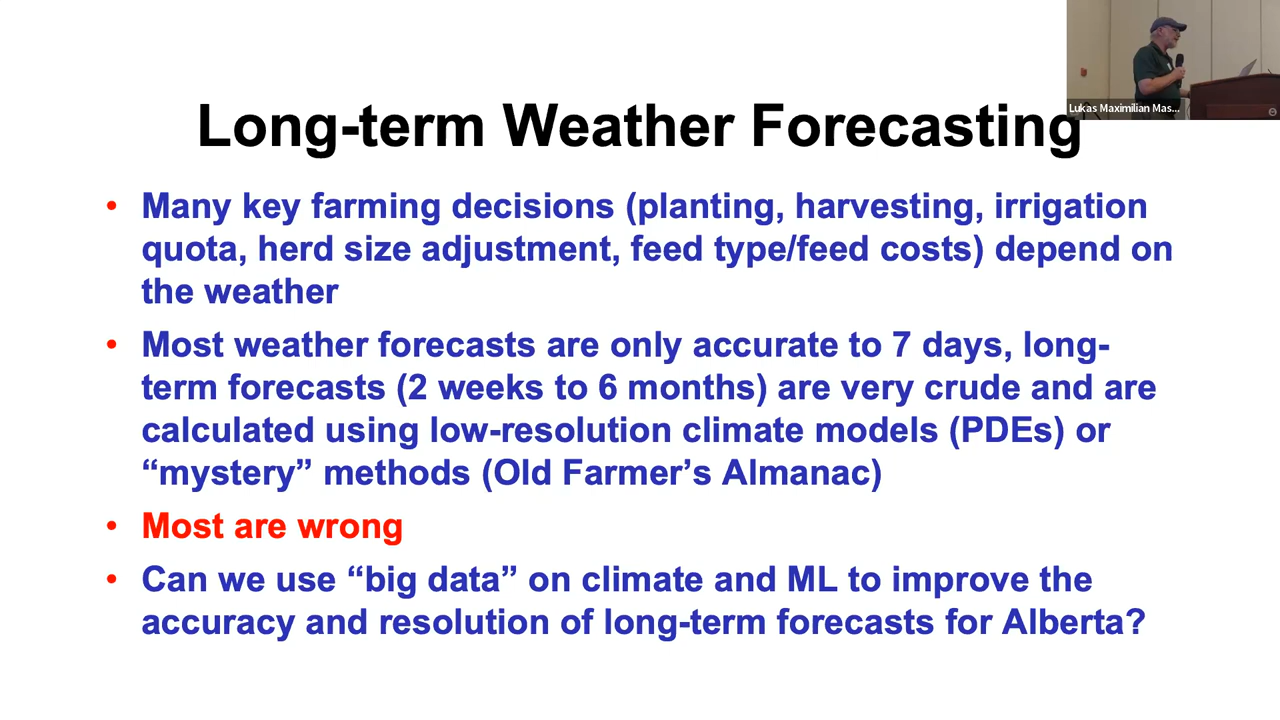 Lukas Maximilian Mas...
Long-term Weather Forecasting
• Many key farming decisions (planting, harvesting, irrigation
quota, herd size adjustment, feed type/feed costs) depend on
the weather
• Most weather forecasts are only accurate to 7 days, long-
term forecasts (2 weeks to 6 months) are very crude and are
calculated using low-resolution climate models (PDEs) or
“mystery” methods (Old Farmer’s Almanac)
• Most are wrong
• Can we use “big data” on climate and ML to improve the
accuracy and resolution of long-term forecasts for Alberta?